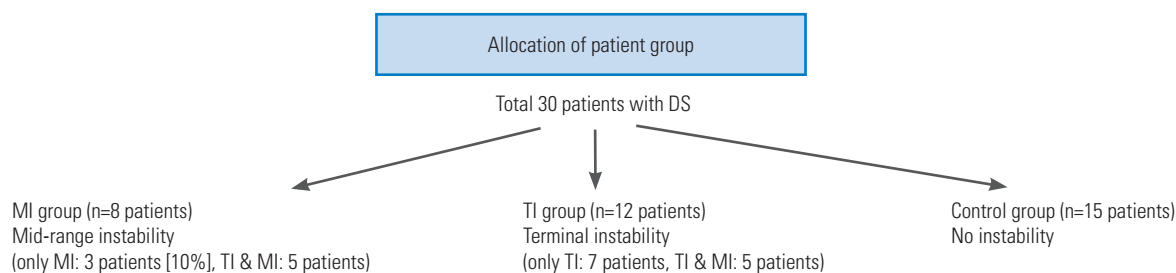 Allocation of patient group
Total 30 patients with DS
MI group (n=8 patients)
Mid-range instability
(only MI: 3 patients [10%], TI & MI: 5 patients)
TI group (n=12 patients)
Terminal instability
(only TI: 7 patients, TI & MI: 5 patients)
Control group (n=15 patients)
No instability